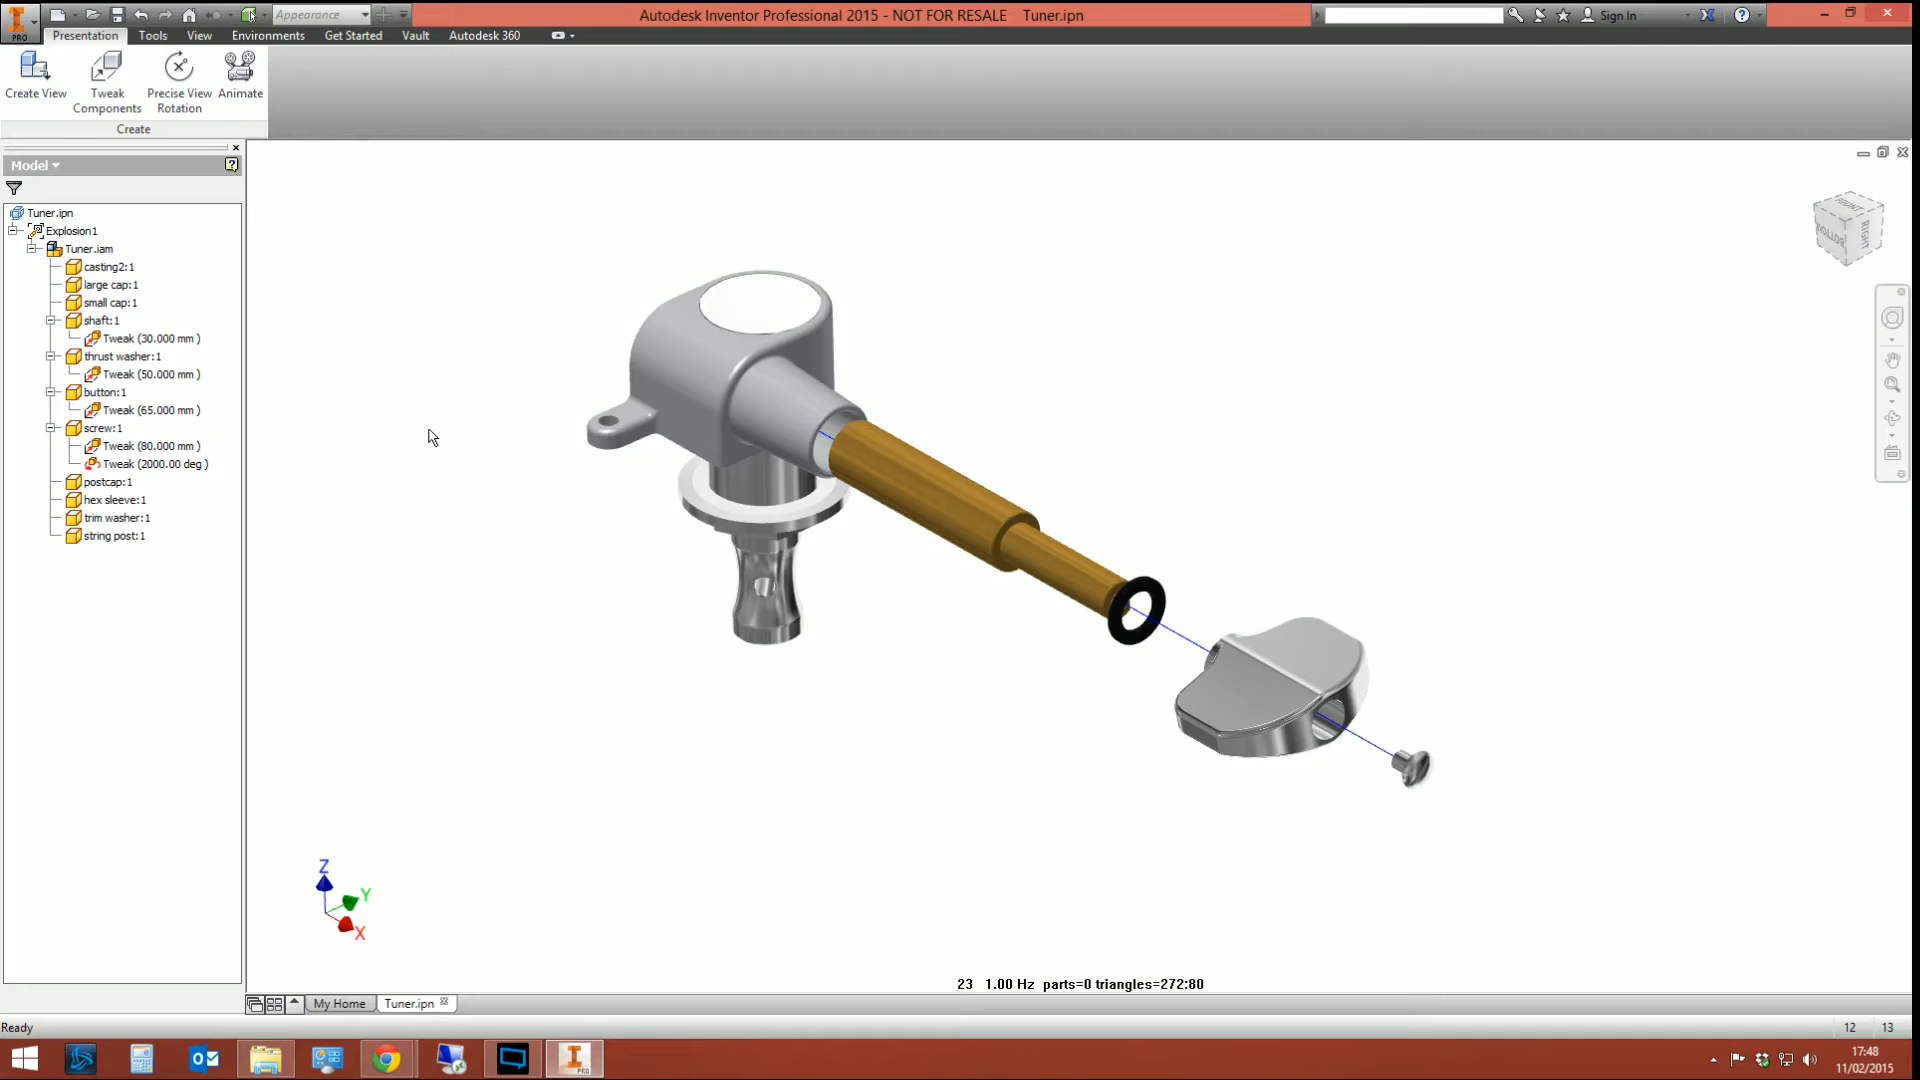 Appearance
Autodesk Inventor Professional 2015 - NOT FOR RESALE Tuner.ipn
Sign In
PRO
Presentation Tools View Environments Get Started Vault Autodesk 360
Create View
Tweak Components
Precise View Rotation
Animate
Create
Model
Tuner.ipn
Explosion1
Tuner.iam
casting2:1
large cap:1
small cap:1
shaft:1
Tweak (30.000 mm )
thrust washer:1
Tweak (50.000 mm )
button:1
Tweak (65.000 mm )
screw:1
Tweak (80.000 mm )
Tweak (2000.00 deg )
postcap:1
hex sleeve:1
trim washer:1
string post:1
FRONT
RIGHT
BOTTOM
Z
Y
X
23 1.00 Hz parts=0 triangles=272:80
My Home Tuner.ipn
Ready
12 13
17:48
11/02/2015